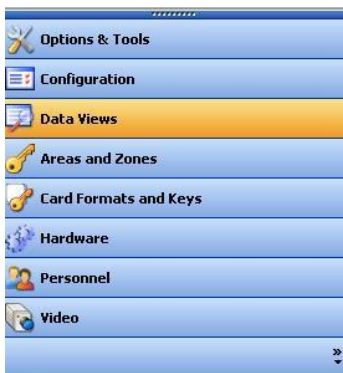 Options & Tools
Configuration
Data Views
Areas and Zones
Card Formats and Keys
Hardware
Personnel
Video